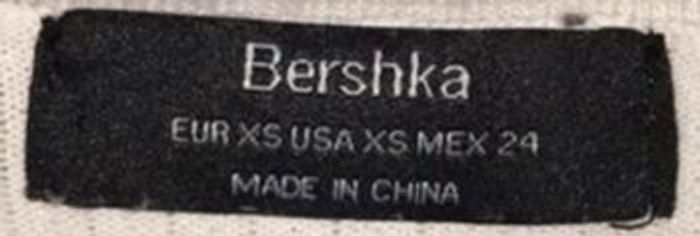 Bershka
EUR XS USA XS MEX 24
MADE IN CHINA